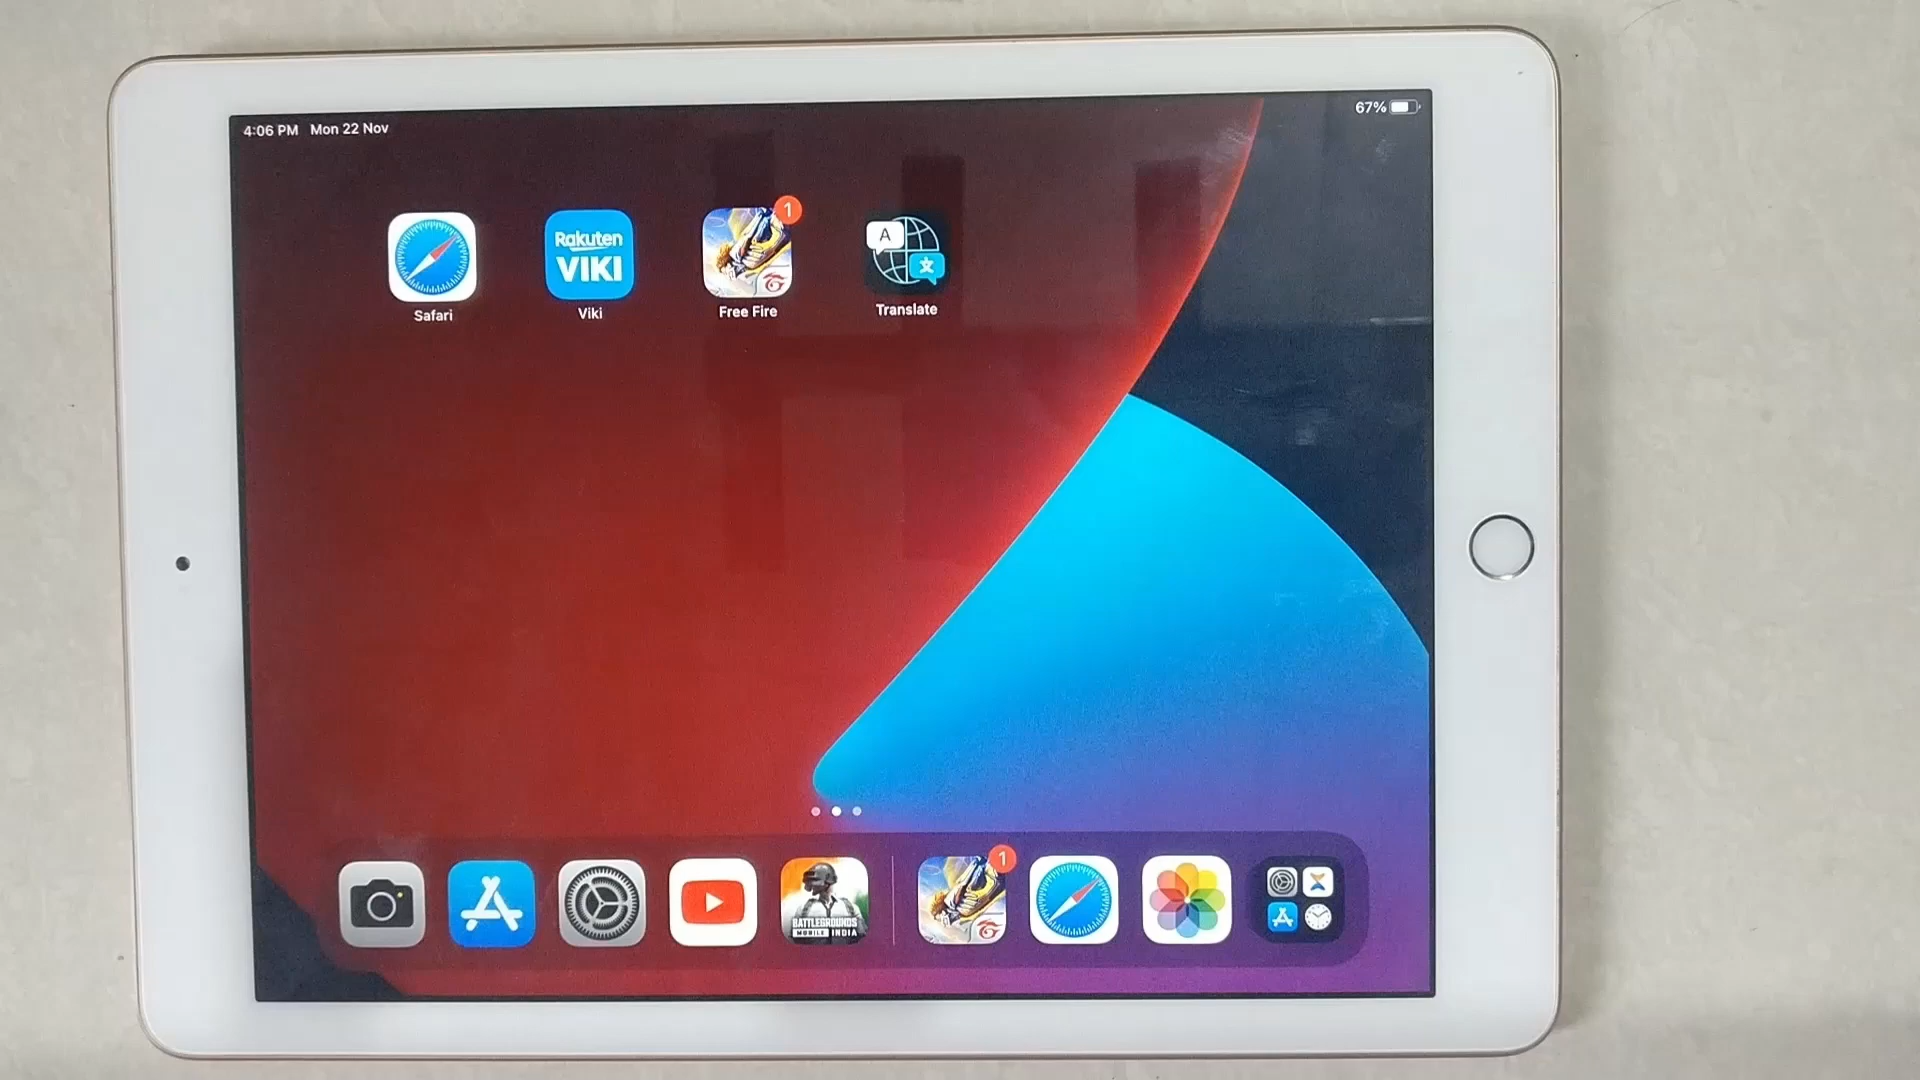 4:06 PM Mon 22 Nov
67%
Rakuten
VIKI
1
A
文
Safari
Viki
Free Fire
Translate
1
BATTLEGROUNDS
MOBILE INDIA